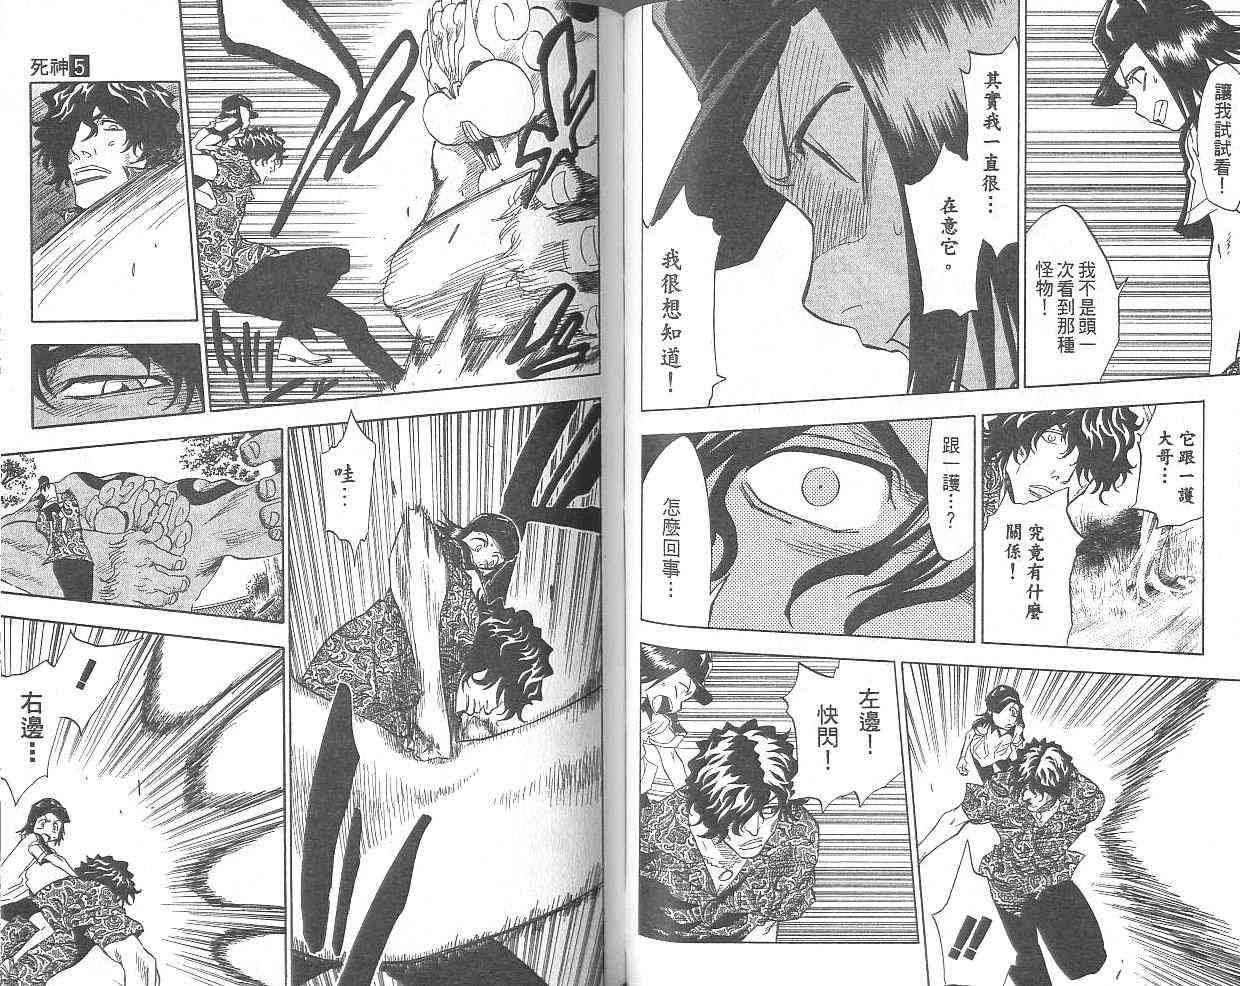 讓我試試看！
我不是頭一
次看到那種
怪物！
其實我一直很…
在意它。
我很想知道！
它跟一護
大哥…
究竟有什麼
關係！
跟一護…？
怎麼回事…
左邊！
快閃！
!!
死神5
哇…
!
右邊…